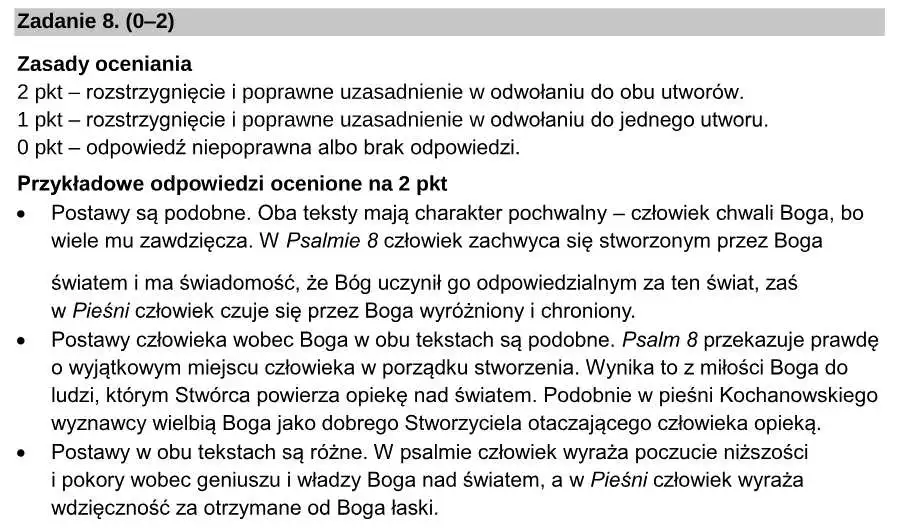 Zadanie 8. (0–2)
Zasady oceniania
2 pkt – rozstrzygnięcie i poprawne uzasadnienie w odwołaniu do obu utworów.
1 pkt – rozstrzygnięcie i poprawne uzasadnienie w odwołaniu do jednego utworu.
0 pkt – odpowiedź niepoprawna albo brak odpowiedzi.
Przykładowe odpowiedzi ocenione na 2 pkt
• Postawy są podobne. Oba teksty mają charakter pochwalny – człowiek chwali Boga, bo
wiele mu zawdzięcza. W Psalmie 8 człowiek zachwyca się stworzonym przez Boga
światem i ma świadomość, że Bóg uczynił go odpowiedzialnym za ten świat, zaś
w Pieśni człowiek czuje się przez Boga wyróżniony i chroniony.
• Postawy człowieka wobec Boga w obu tekstach są podobne. Psalm 8 przekazuje prawdę
o wyjątkowym miejscu człowieka w porządku stworzenia. Wynika to z miłości Boga do
ludzi, którym Stwórca powierza opiekę nad światem. Podobnie w pieśni Kochanowskiego
wyznawcy wielbią Boga jako dobrego Stworzyciela otaczającego człowieka opieką.
• Postawy w obu tekstach są różne. W psalmie człowiek wyraża poczucie niższości
i pokory wobec geniuszu i władzy Boga nad światem, a w Pieśni człowiek wyraża
wdzięczność za otrzymane od Boga łaski.